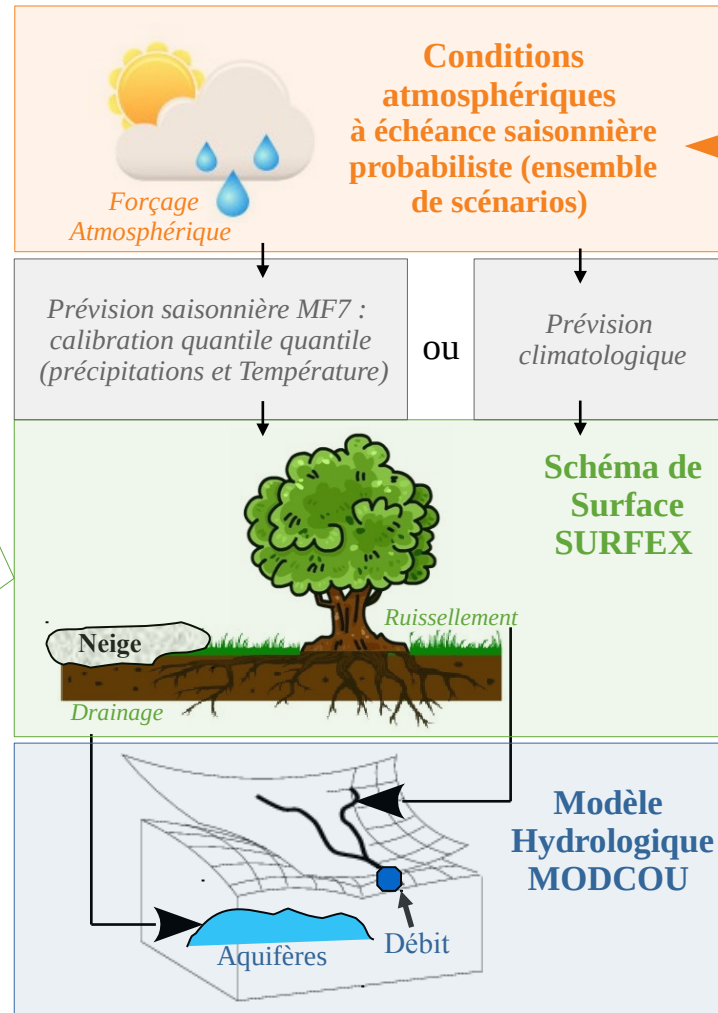 Conditions
atmosphériques
à échéance saisonnière
probabiliste (ensemble
de scénarios)
Forçage
Atmosphérique
Prévision saisonnière MF7 :
calibration quantile quantile
(précipitations et Température)
ou
Prévision
climatologique
Schéma de
Surface
SURFEX
Ruissellement
Neige
Drainage
Modèle
Hydrologique
MODCOU
Débit
Aquifères